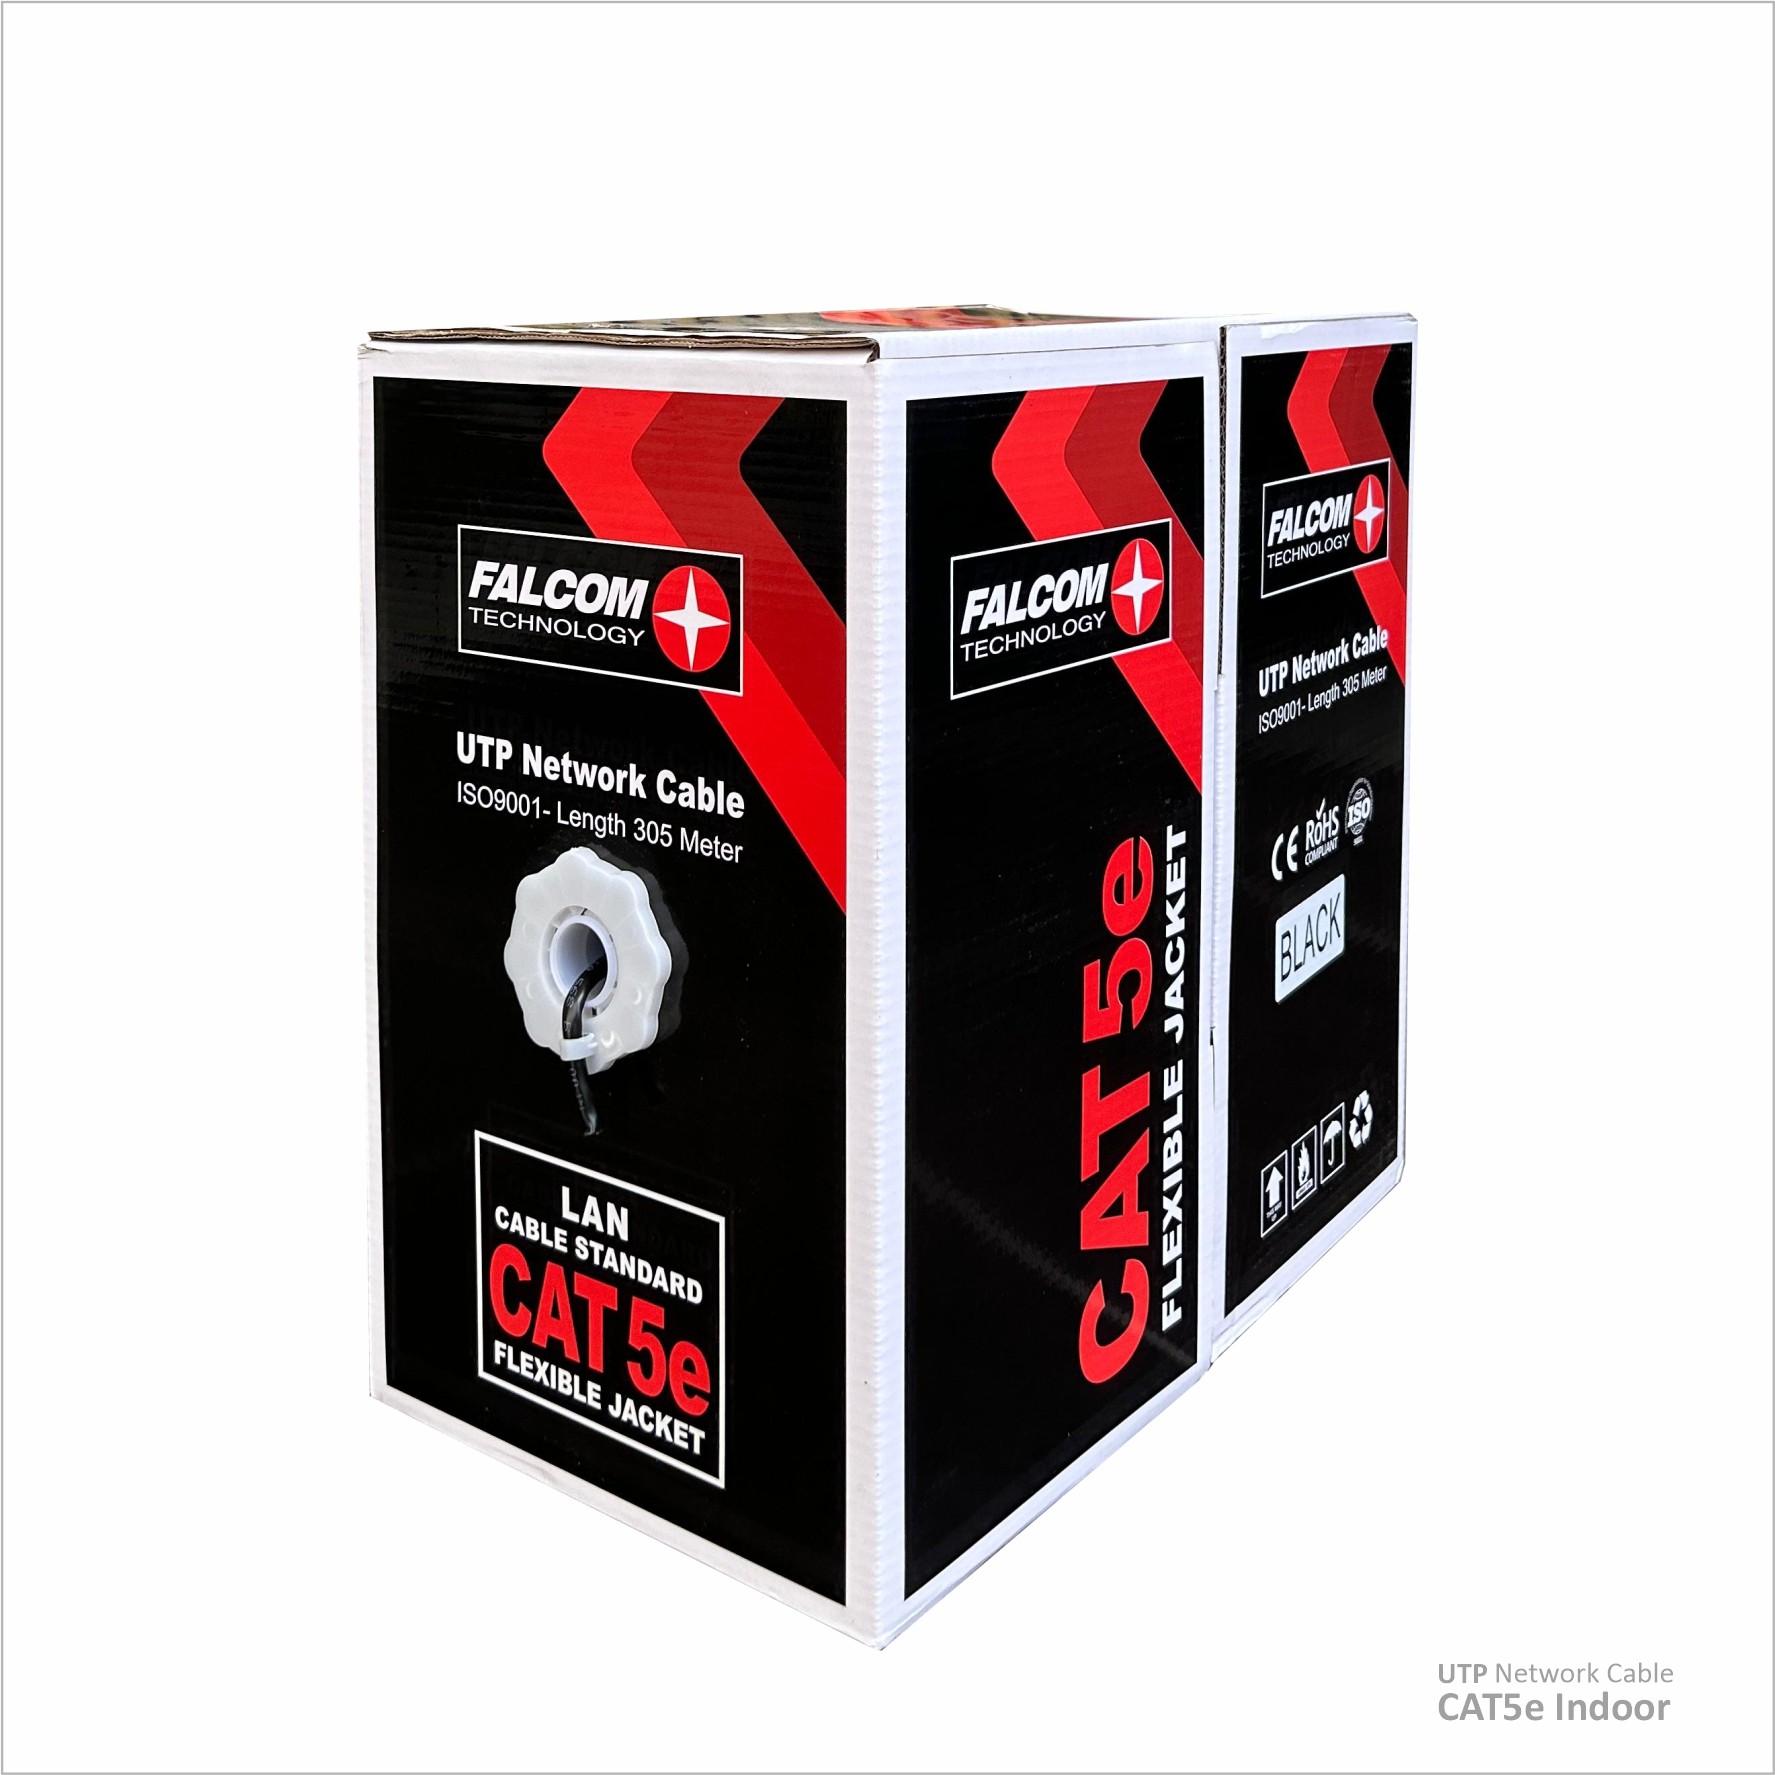 FALCOM
TECHNOLOGY
UTP Network Cable
ISO9001- Length 305 Meter
LAN
CABLE STANDARD
CAT 5e
FLEXIBLE JACKET
FALCOM
TECHNOLOGY
CAT 5e
FLEXIBLE JACKET
FALCOM
TECHNOLOGY
UTP Network Cable
ISO9001- Length 305 Meter
CE RoHS ISO
COMPLIANT
BLACK
UTP Network Cable
CAT5e Indoor